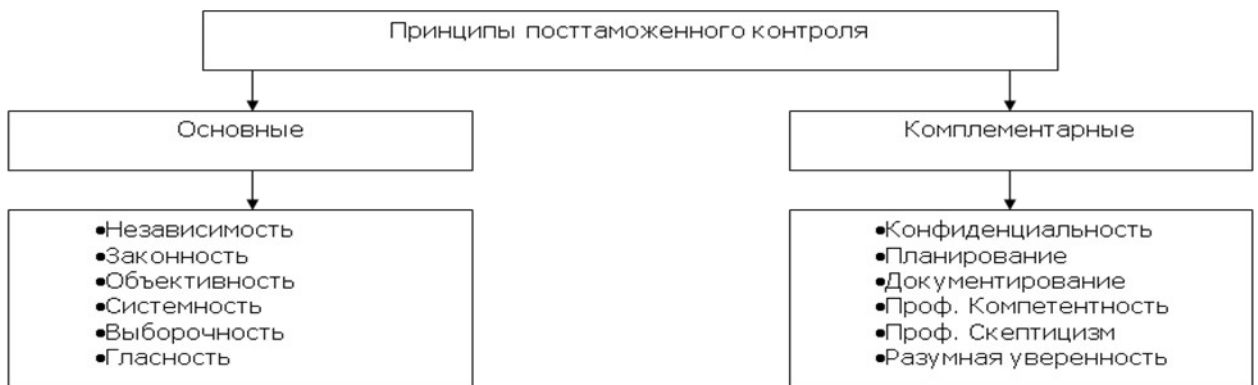 Принципы посттаможенного контроля
Основные
Комплементарные
•Независимость
•Законность
•Объективность
•Системность
•Выборочность
•Гласность
•Конфиденциальность
•Планирование
•Документирование
•Проф. Компетентность
•Проф. Скептицизм
•Разумная уверенность